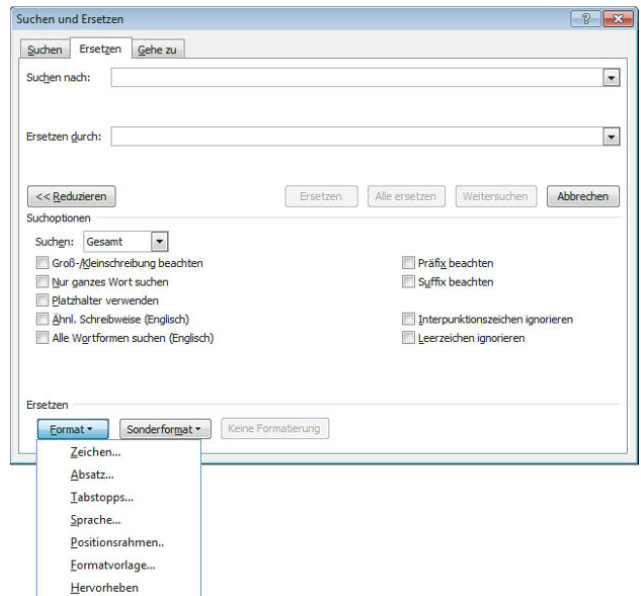 Suchen und Ersetzen
Suchen Ersetzen Gehe zu
Suchen nach:
Ersetzen durch:
<< Reduzieren Ersetzen Alle ersetzen Weitersuchen Abbrechen
Suchoptionen
Suchen: Gesamt
Groß-/Kleinschreibung beachten Präfix beachten
Nur ganzes Wort suchen Suffix beachten
Platzhalter verwenden
Ähnl. Schreibweise (Englisch) Interpunktionszeichen ignorieren
Alle Wortformen suchen (Englisch) Leerzeichen ignorieren
Ersetzen
Format Sonderformat Keine Formatierung
Zeichen...
Absatz...
Tabstopps...
Sprache...
Positionsrahmen..
Formatvorlage...
Hervorheben